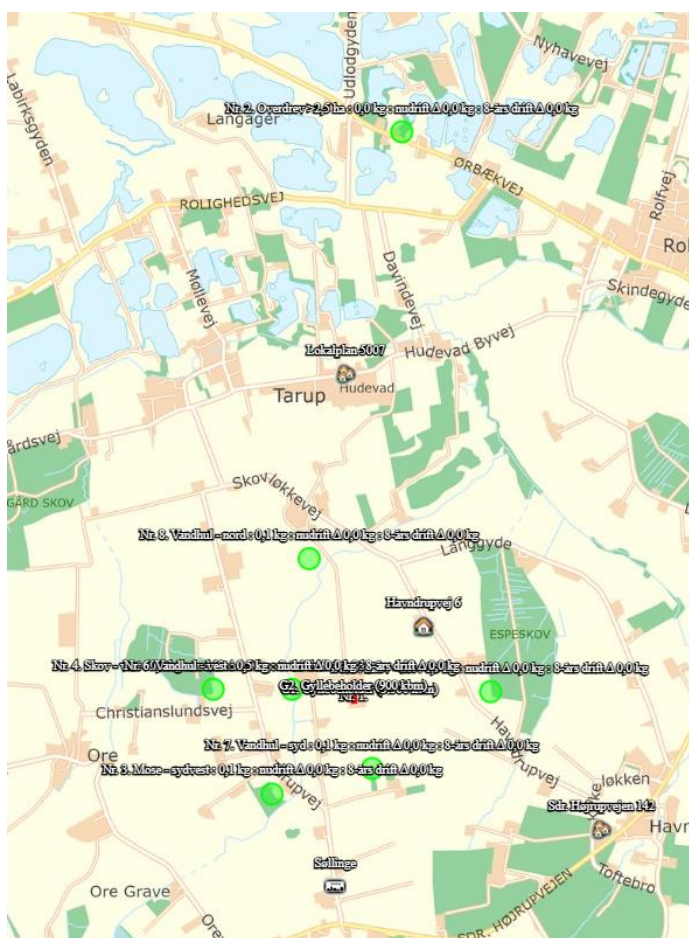 Nyhavevej
Udlodgyden
Labirksgyden
Nr. 2. Overdrev >2,5 ha : 0,0 kg : nudrift Δ 0,0 kg : 8-års drift Δ 0,0 kg
Langager
ØRBÆKVEJ
Rolfvej
ROLIGHEDSVEJ
Rol
Davindevej
Skindegyde
Møllevej
Hudevad Byvej
Lokalplan 5007
Hudevad
Tarup
årdsvej
Skovløkkevej
GÅRD SKOV
Nr. 8. Vandhul - nord : 0,1 kg : nudrift Δ 0,0 kg : 8-års drift Δ 0,0 kg
Langgyde
Havndrupvej 6
ESPESKOV
Nr. 4. Skov - Nr. 6. Vandhul - vest : 0,5 kg : nudrift Δ 0,0 kg : 8-års drift Δ 0,0 kg : nudrift Δ 0,0 kg : 8-års drift Δ 0,0 kg
G2. Gyllebeholder (900 kbm)
Nr. 1.
Christianslundsvej
Havndrupvej
Nr. 7. Vandhul - syd : 0,1 kg : nudrift Δ 0,0 kg : 8-års drift Δ 0,0 kg
Ore
Nr. 3. Mose - sydvest : 0,1 kg : nudrift Δ 0,0 kg : 8-års drift Δ 0,0 kg
drupvej
løkken
Sdr. Højrupvejen 142
Havn
Søllinge
Toftebro
Ore Grave
SDR. HØJRUPVEJEN
Ore